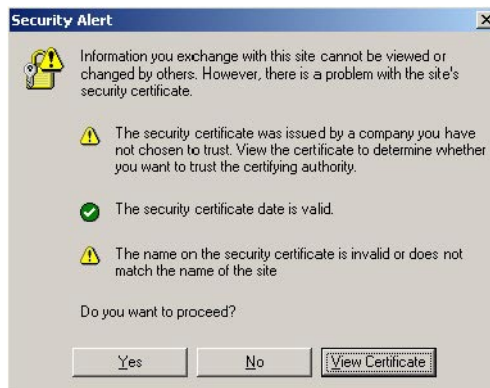 Security Alert
Information you exchange with this site cannot be viewed or
changed by others. However, there is a problem with the site's
security certificate.
The security certificate was issued by a company you have
not chosen to trust. View the certificate to determine whether
you want to trust the certifying authority.
The security certificate date is valid.
The name on the security certificate is invalid or does not
match the name of the site
Do you want to proceed?
Yes No View Certificate